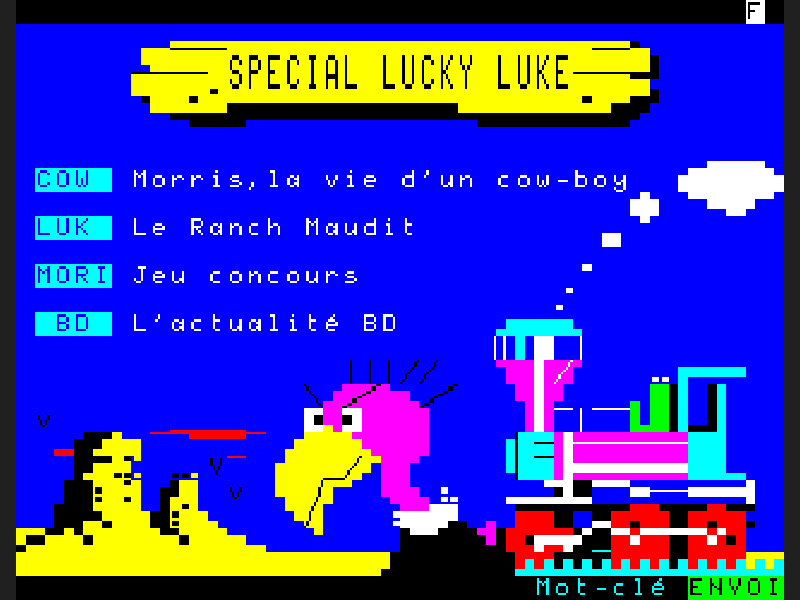 F
SPECIAL LUCKY LUKE
COW Morris,la vie d'un cow-boy
LUK Le Ranch Maudit
MORI Jeu concours
BD L'actualité BD
Mot-clé ENVOI